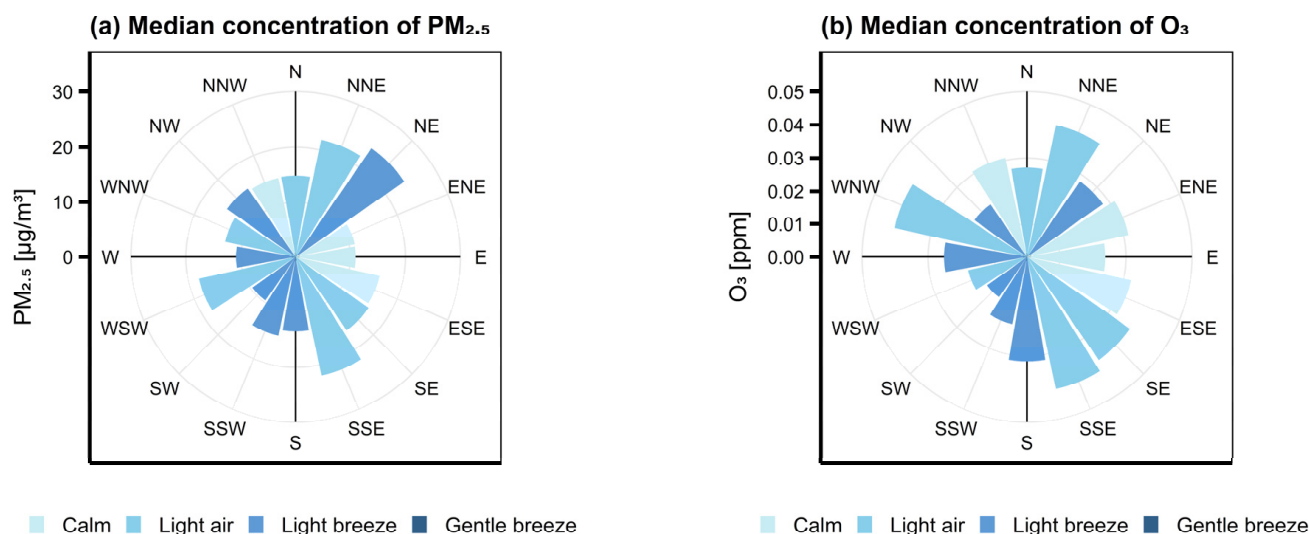 (a) Median concentration of PM₂.₅
30
20
10
0
PM₂.₅ [µg/m³]
N
NNE
NE
ENE
E
ESE
SE
SSE
S
SSW
SW
WSW
W
WNW
NW
NNW
Calm Light air Light breeze Gentle breeze
(b) Median concentration of O₃
0.05
0.04
0.03
0.02
0.01
0.00
O₃ [ppm]
N
NNE
NE
ENE
E
ESE
SE
SSE
S
SSW
SW
WSW
W
WNW
NW
NNW
Calm Light air Light breeze Gentle breeze